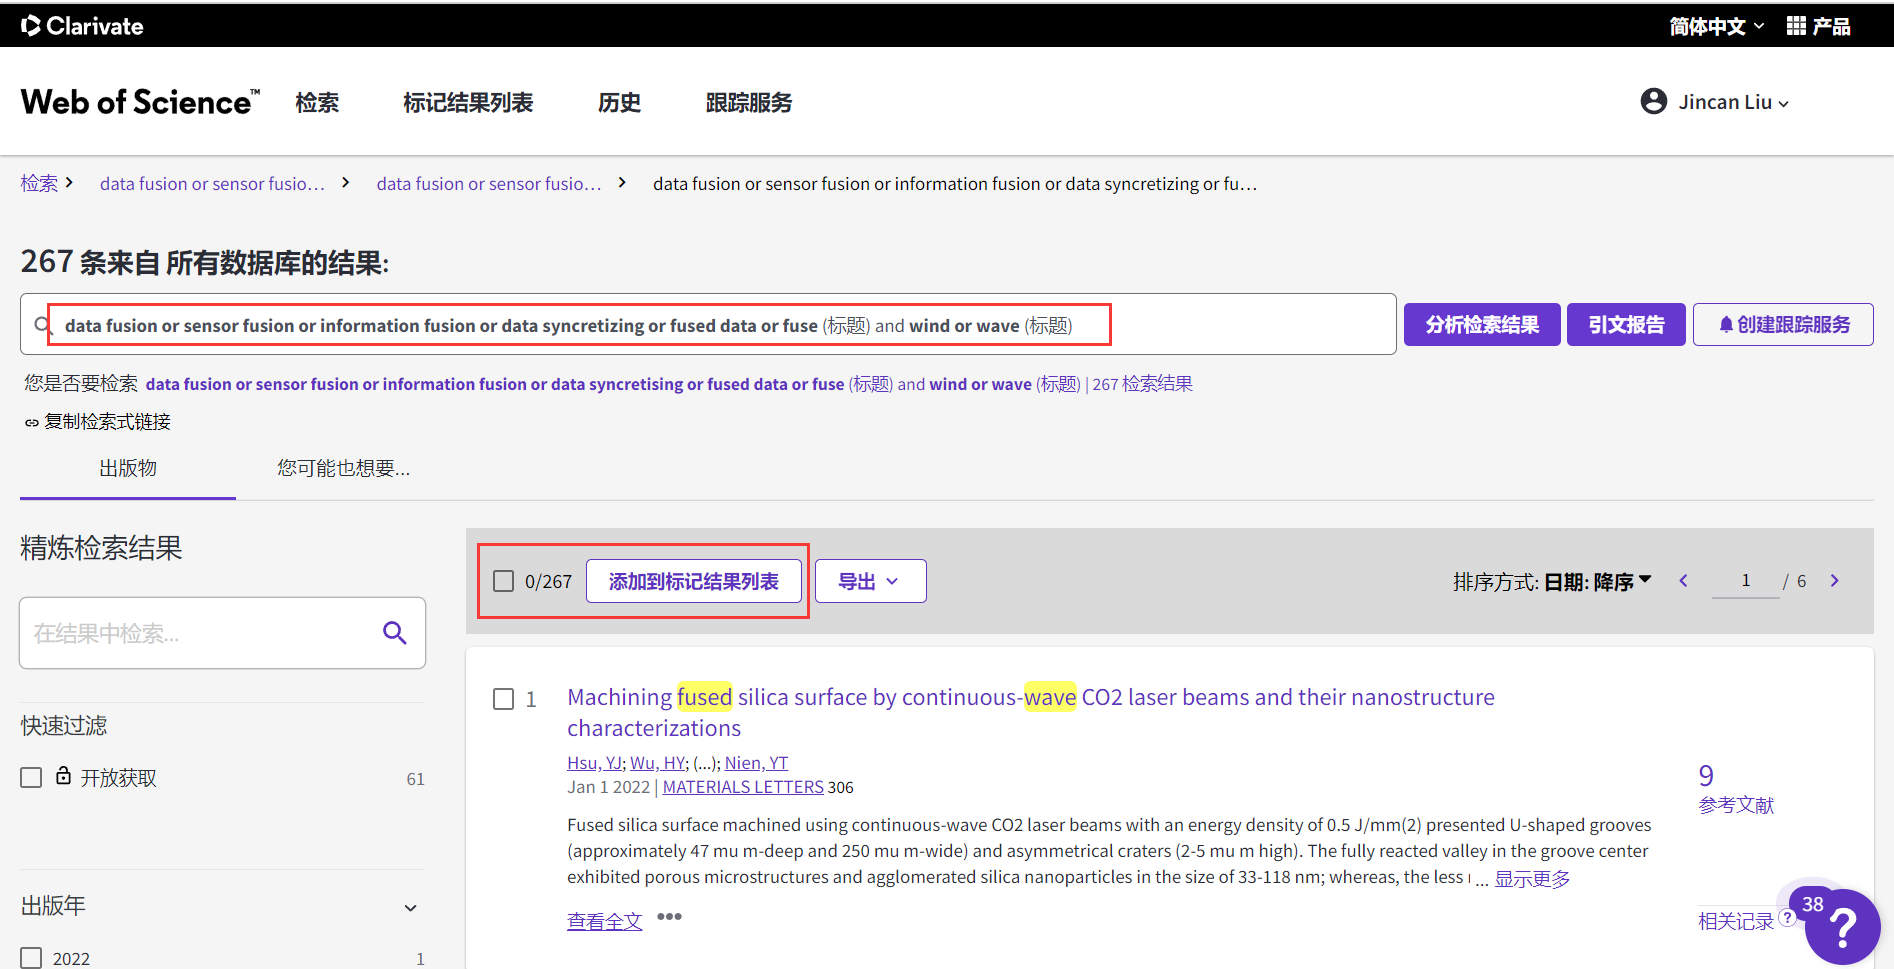 Clarivate
简体中文 产品
Web of Science™ 检索 标记结果列表 历史 跟踪服务 Jincan Liu
检索 > data fusion or sensor fusio… > data fusion or sensor fusio… > data fusion or sensor fusion or information fusion or data syncretizing or fu…
267 条来自 所有数据库的结果:
data fusion or sensor fusion or information fusion or data syncretizing or fused data or fuse (标题) and wind or wave (标题)
分析检索结果 引文报告 创建跟踪服务
您是否要检索 data fusion or sensor fusion or information fusion or data syncretising or fused data or fuse (标题) and wind or wave (标题) | 267 检索结果
复制检索式链接
出版物 您可能也想要...
精炼检索结果
在结果中检索...
快速过滤
开放获取 61
出版年
2022 1
0/267 添加到标记结果列表 导出
排序方式: 日期: 降序 < 1 / 6 >
1 Machining fused silica surface by continuous-wave CO2 laser beams and their nanostructure
characterizations
Hsu, YJ; Wu, HY; (...); Nien, YT
Jan 1 2022 | MATERIALS LETTERS 306
Fused silica surface machined using continuous-wave CO2 laser beams with an energy density of 0.5 J/mm(2) presented U-shaped grooves
(approximately 47 mu m-deep and 250 mu m-wide) and asymmetrical craters (2-5 mu m high). The fully reacted valley in the groove center
exhibited porous microstructures and agglomerated silica nanoparticles in the size of 33-118 nm; whereas, the less ... 显示更多
查看全文 •••
9
参考文献
相关记录 ?
38
?